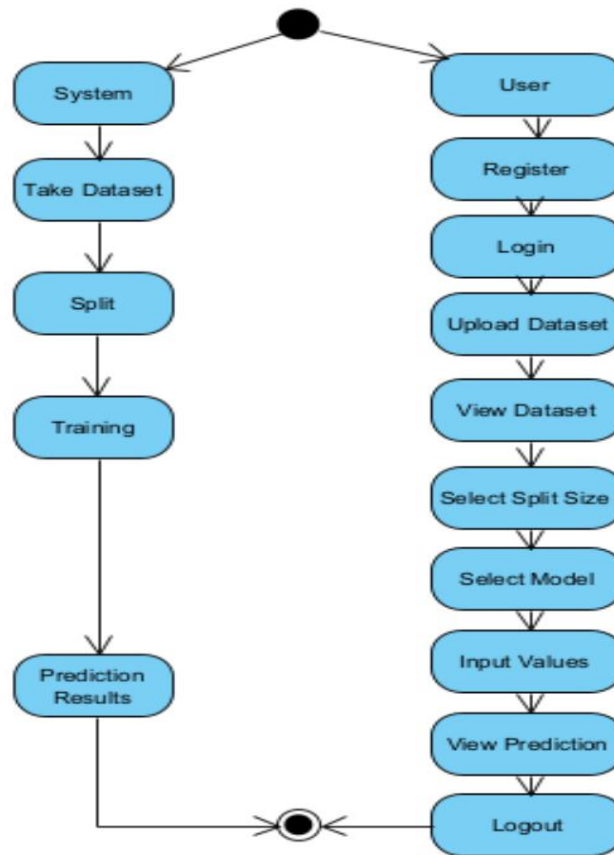 System
Take Dataset
Split
Training
Prediction
Results
User
Register
Login
Upload Dataset
View Dataset
Select Split Size
Select Model
Input Values
View Prediction
Logout